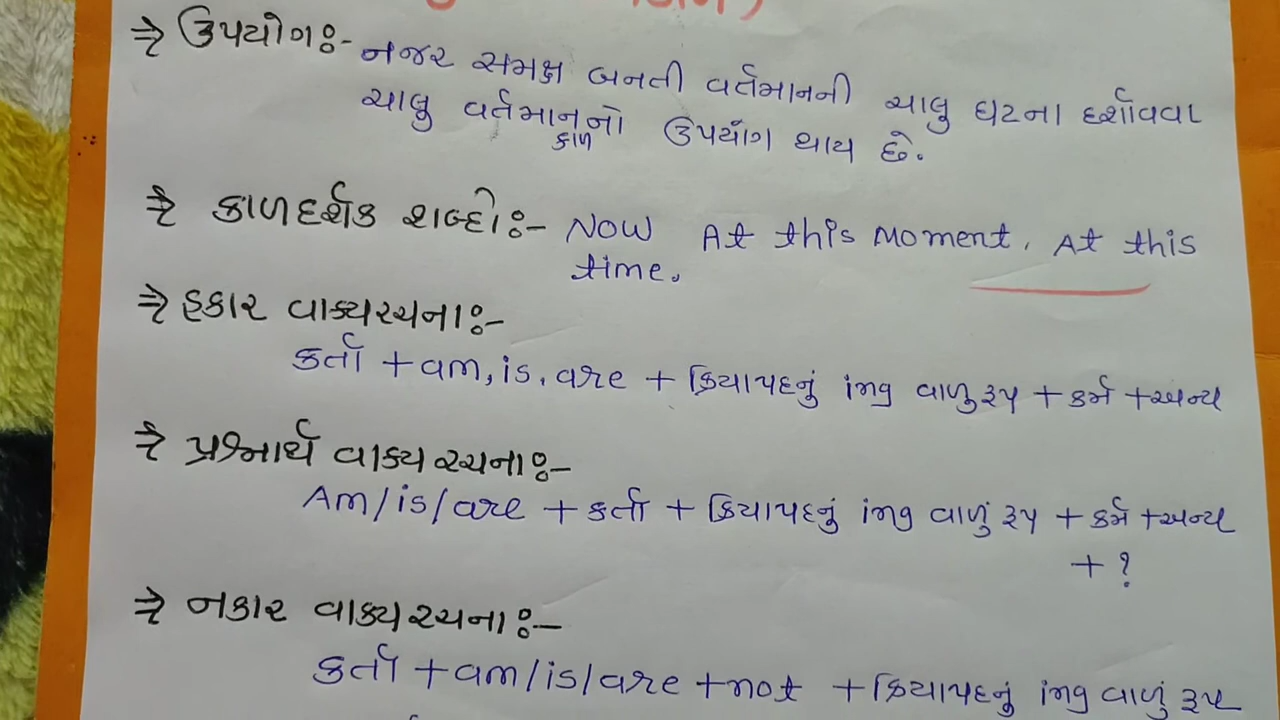 ⇒ ઉપયોગઃ- નજર સમક્ષ બનતી વર્તમાનની ચાલુ ઘટના દર્શાવવા
ચાલુ વર્તમાનનો ઉપયોગ થાય છે.
કાળ
⇒ કાળદર્શક શબ્દોઃ- NOW At this Moment, At this
time.
⇒ હકાર વાક્યરચનાઃ-
કર્તા + am, is, are + ક્રિયાપદનું ing વાળુ રૂપ + કર્મ + અન્ય
⇒ પ્રશ્નાર્થ વાક્યરચનાઃ-
Am/is/are + કર્તા + ક્રિયાપદનું ing વાળું રૂપ + કર્મ + અન્ય
+ ?
⇒ નકાર વાક્યરચનાઃ-
કર્તા + am/is/are + not + ક્રિયાપદનું ing વાળું રૂપ